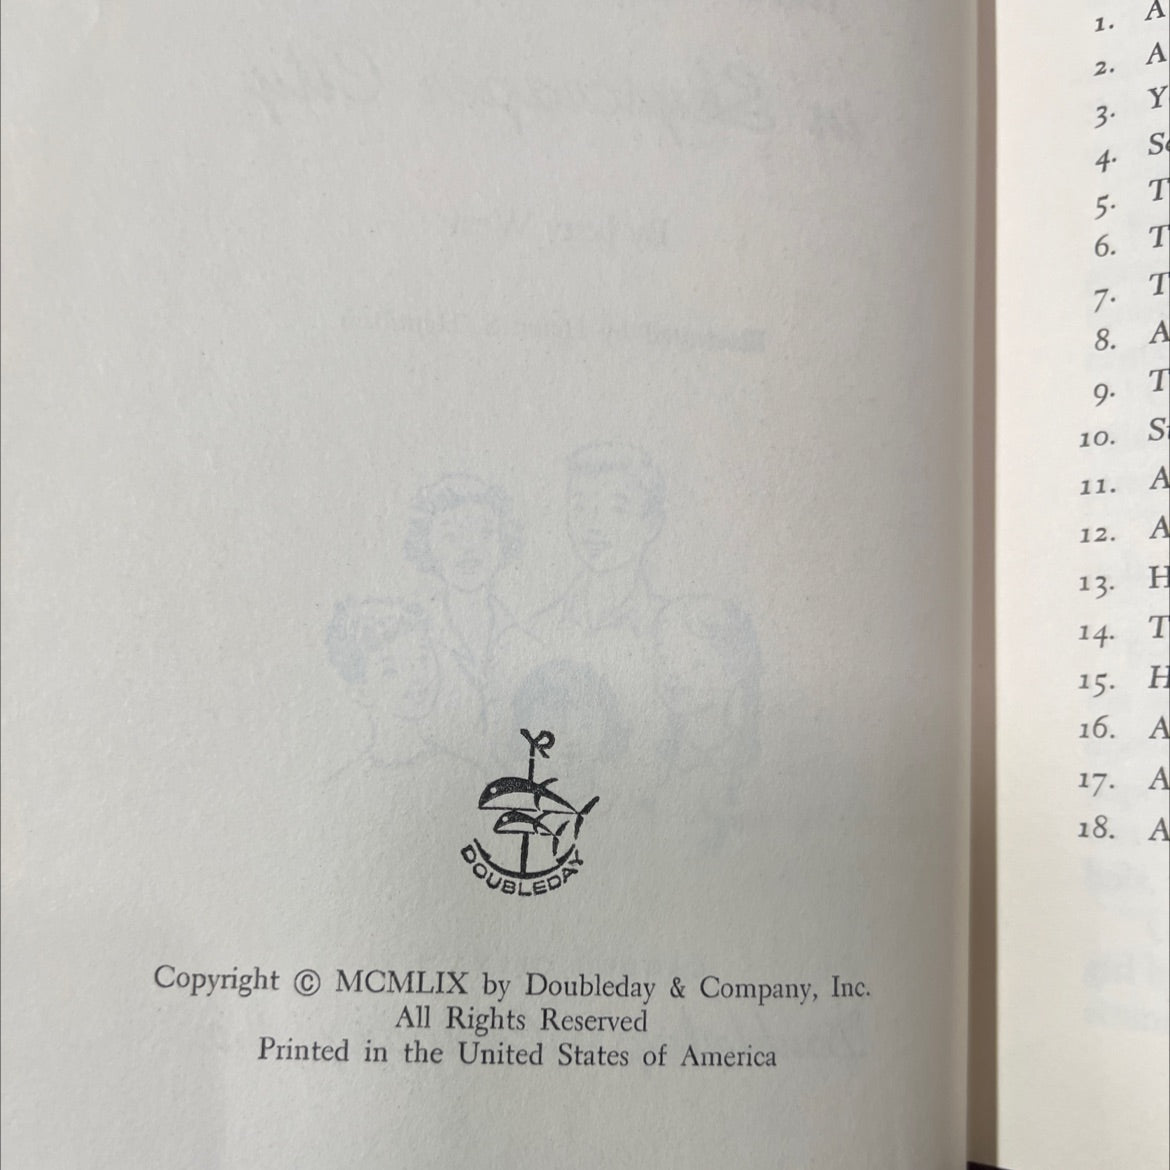 YR
DOUBLEDAY
Copyright © MCMLIX by Doubleday & Company, Inc.
All Rights Reserved
Printed in the United States of America
1. A
2. A
3. Y
4. S
5. T
6. T
7. T
8. A
9. T
10. S
11. A
12. A
13. H
14. T
15. H
16. A
17. A
18. A